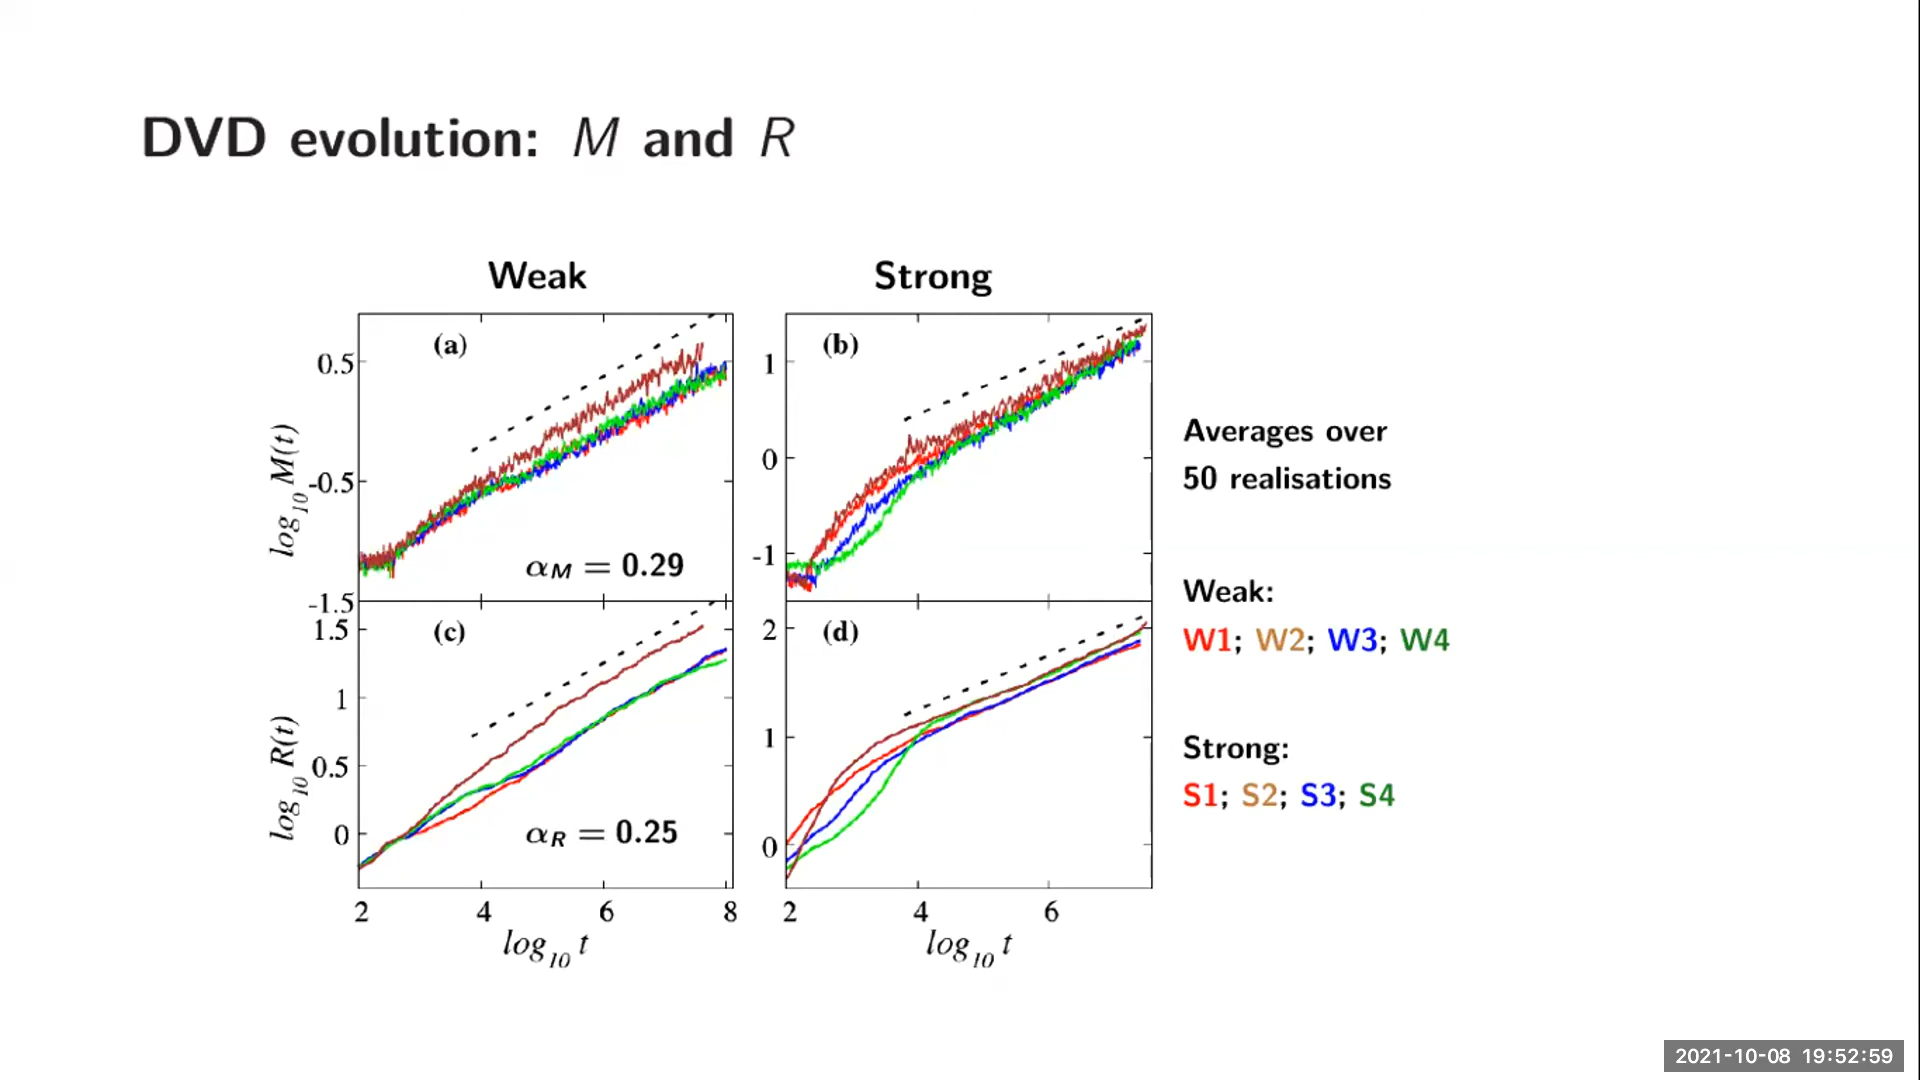 DVD evolution: M and R
Weak
Strong
(a)
(b)
0.5
-0.5
-1.5
log10 M(t)
αM = 0.29
1
0
-1
(c)
(d)
1.5
1
0.5
0
log10 R(t)
αR = 0.25
2
1
0
2 4 6 8
log10 t
2 4 6
log10 t
Averages over
50 realisations
Weak:
W1; W2; W3; W4
Strong:
S1; S2; S3; S4
2021-10-08 19:52:59